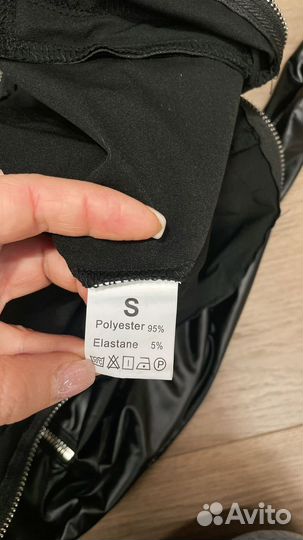 S
Polyester 95%
Elastane 5%
P
Avito